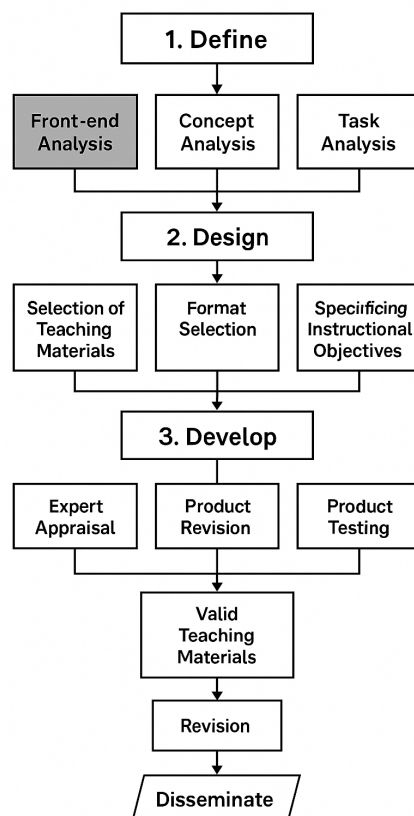 1. Define
Front-end
Analysis
Concept
Analysis
Task
Analysis
2. Design
Selection of
Teaching
Materials
Format
Selection
Specificing
Instructional
Objectives
3. Develop
Expert
Appraisal
Product
Revision
Product
Testing
Valid
Teaching
Materials
Revision
Disseminate